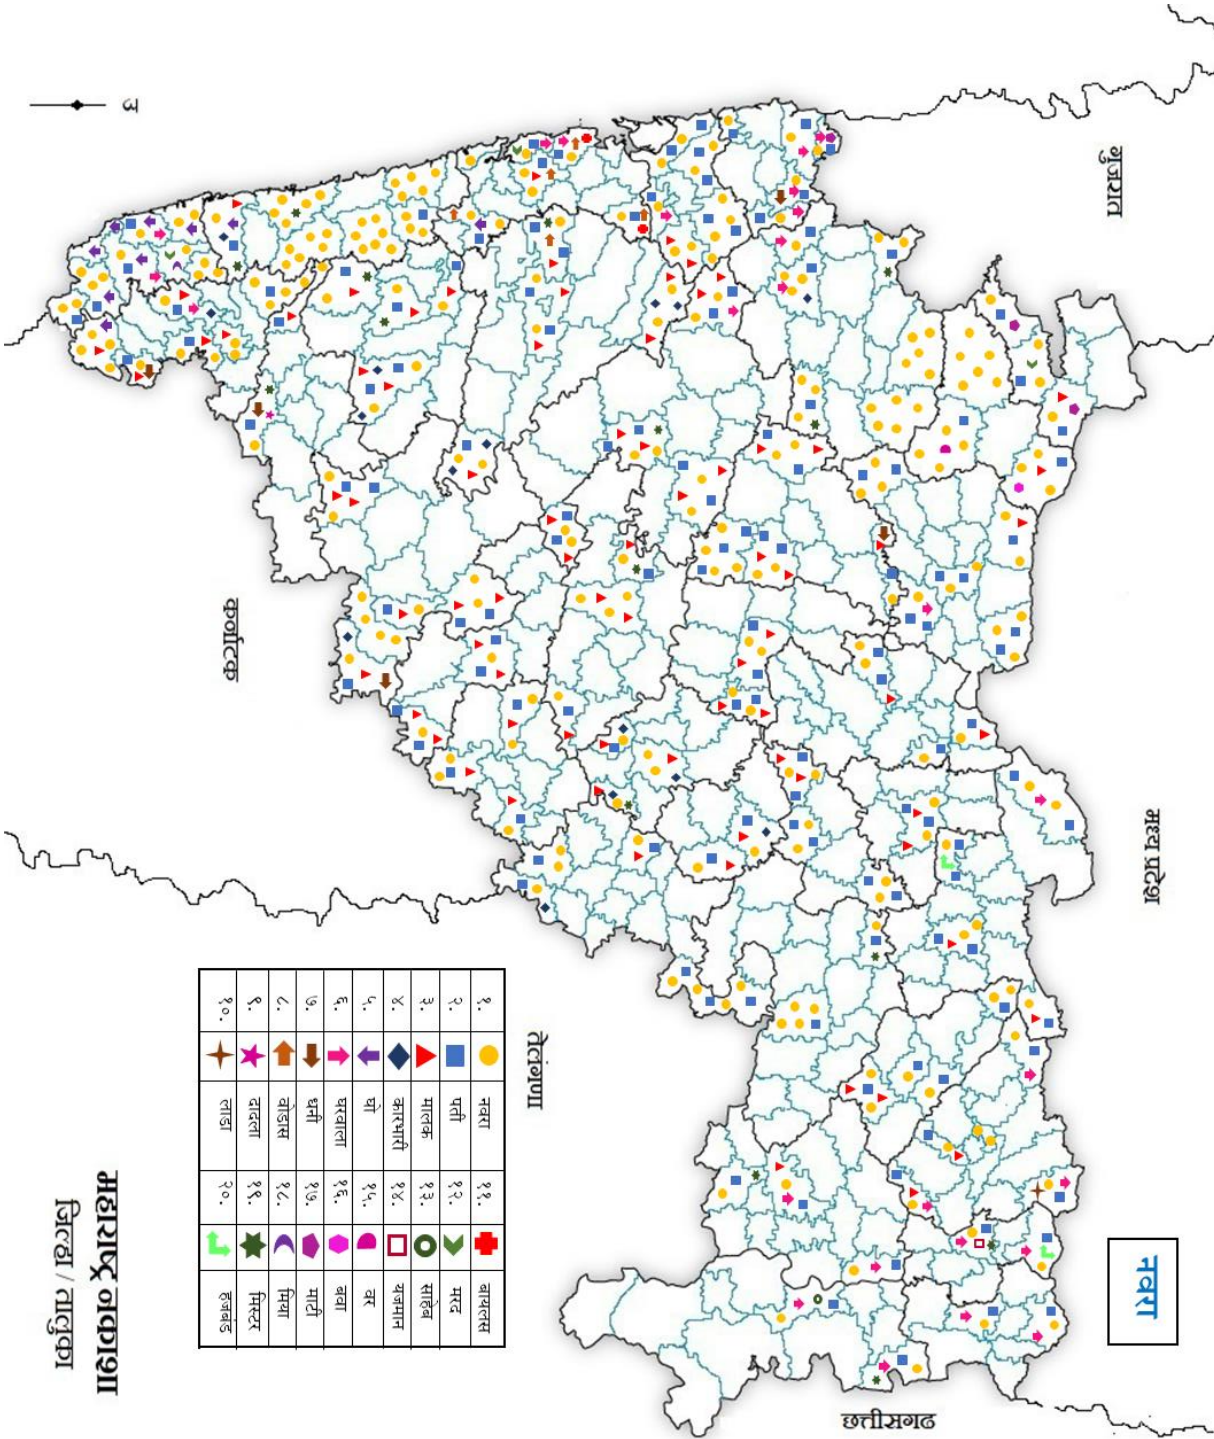 नवरा
गुजरात
मध्य प्रदेश
छत्तीसगढ
कर्नाटक
तेलंगणा
उ
१. नवरा ११. बायलस
२. पती १२. मरद
३. मालक १३. साहेब
४. कारभारी १४. यजमान
५. घो १५. वर
६. घरवाला १६. बवा
७. धनी १७. माटी
८. बोडास १८. मिया
९. दादला १९. मिस्टर
१०. लाडा २०. हजबंड
महाराष्ट्र नकाशा
जिल्हा / तालुका